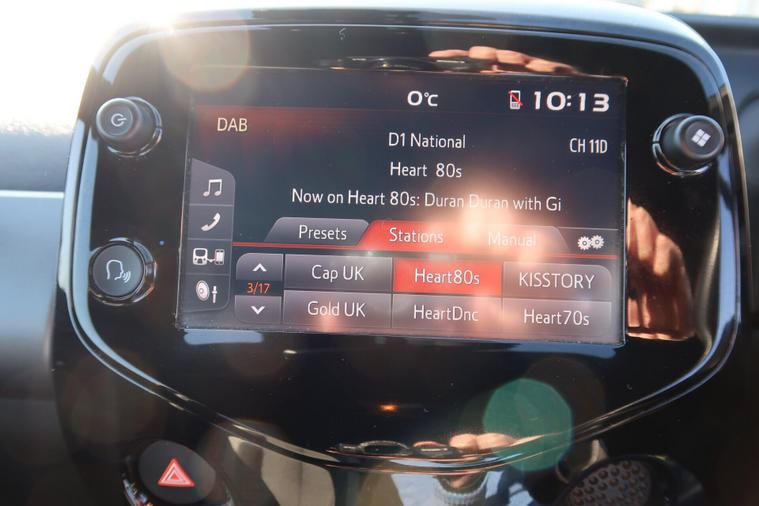 0°C 10:13
DAB
D1 National CH 11D
Heart 80s
Now on Heart 80s: Duran Duran with Gi
Presets Stations Manual
Cap UK Heart80s KISSTORY
3/17
Gold UK HeartDnc Heart70s